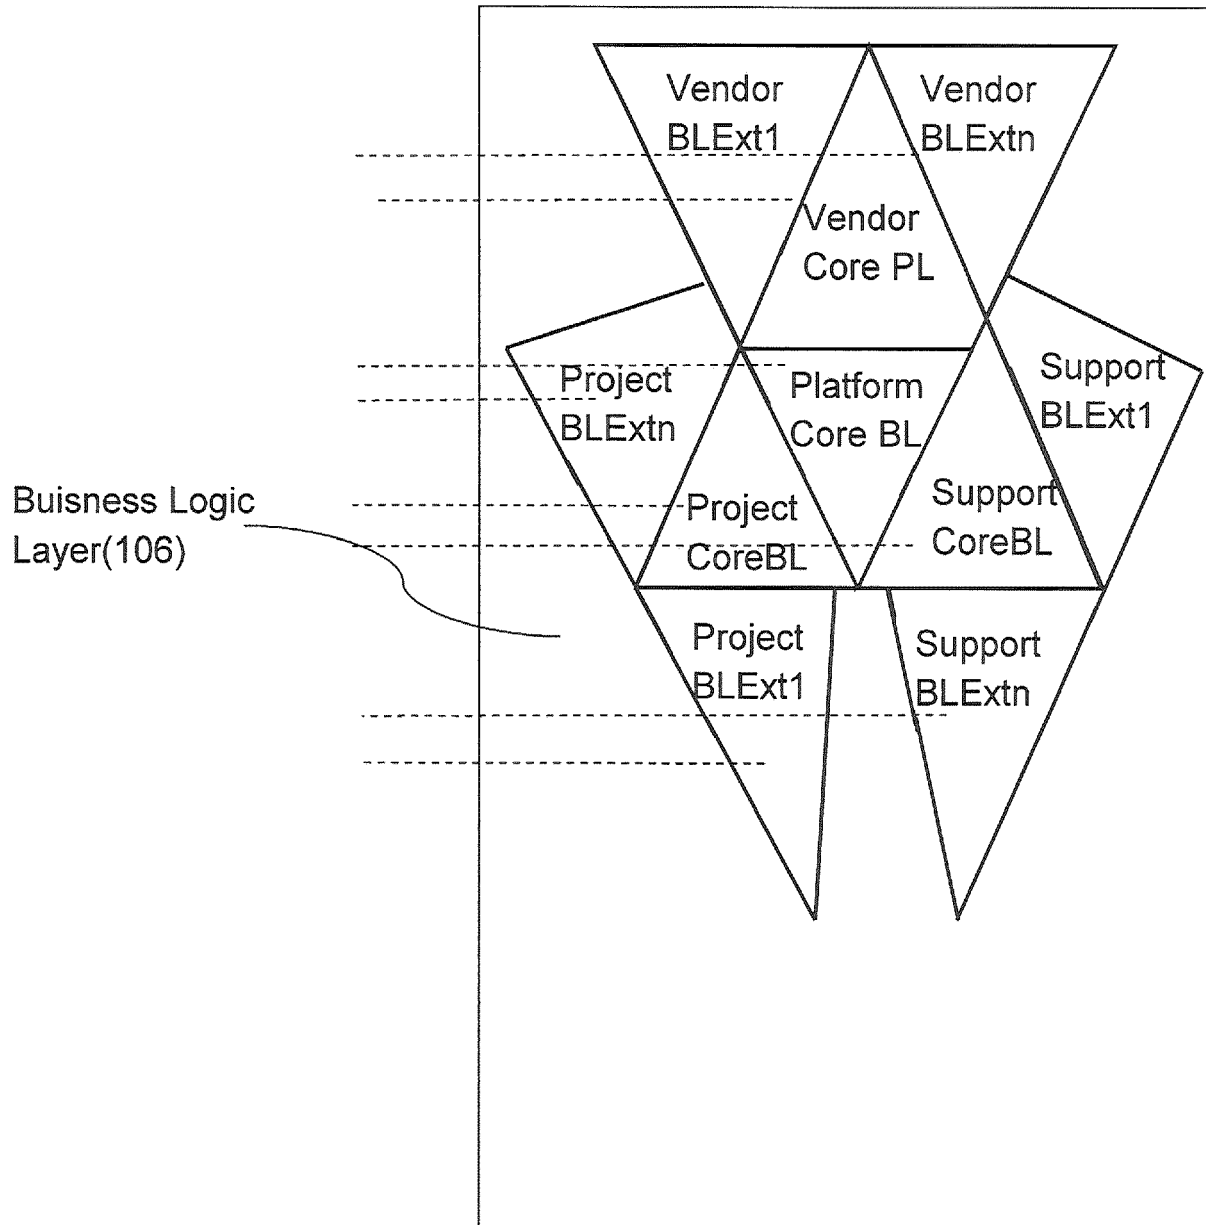 Vendor
BLExt1
Vendor
BLExtn
Vendor
Core PL
Project
BLExtn
Platform
Core BL
Support
BLExt1
Buisness Logic
Layer(106)
Project
CoreBL
Support
CoreBL
Project
BLExt1
Support
BLExtn